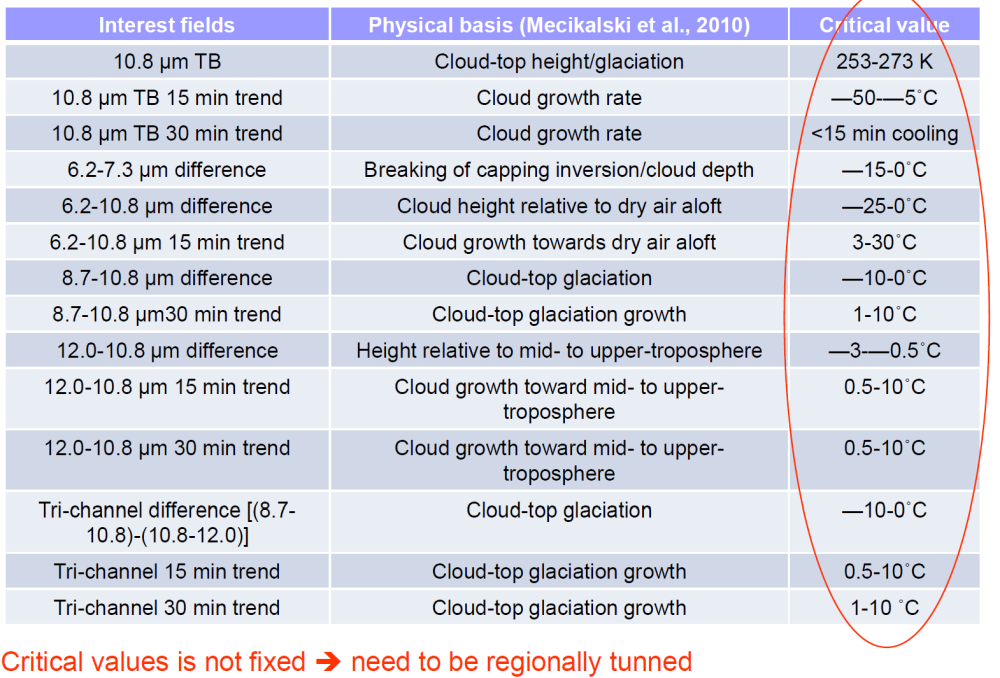 Interest fields Physical basis (Mecikalski et al., 2010) Critical value
10.8 µm TB Cloud-top height/glaciation 253-273 K
10.8 µm TB 15 min trend Cloud growth rate —50-—5˚C
10.8 µm TB 30 min trend Cloud growth rate <15 min cooling
6.2-7.3 µm difference Breaking of capping inversion/cloud depth —15-0˚C
6.2-10.8 µm difference Cloud height relative to dry air aloft —25-0˚C
6.2-10.8 µm 15 min trend Cloud growth towards dry air aloft 3-30˚C
8.7-10.8 µm difference Cloud-top glaciation —10-0˚C
8.7-10.8 µm30 min trend Cloud-top glaciation growth 1-10˚C
12.0-10.8 µm difference Height relative to mid- to upper-troposphere —3-—0.5˚C
12.0-10.8 µm 15 min trend Cloud growth toward mid- to upper- 0.5-10˚C
troposphere
12.0-10.8 µm 30 min trend Cloud growth toward mid- to upper- 0.5-10˚C
troposphere
Tri-channel difference [(8.7- Cloud-top glaciation —10-0˚C
10.8)-(10.8-12.0)]
Tri-channel 15 min trend Cloud-top glaciation growth 0.5-10˚C
Tri-channel 30 min trend Cloud-top glaciation growth 1-10 ˚C
Critical values is not fixed ➔ need to be regionally tunned